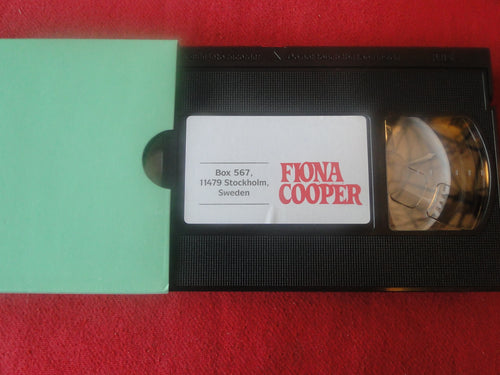 Box 567,
11479 Stockholm,
Sweden
FIONA
COOPER